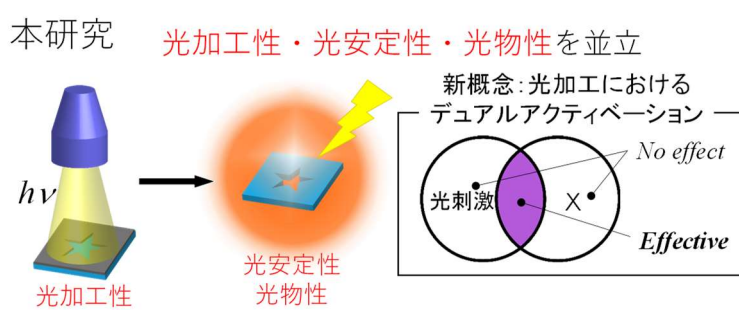 本研究
光加工性・光安定性・光物性を並立
新概念：光加工における
デュアルアクティベーション
hν
光加工性
光安定性
光物性
光刺激
X
No effect
Effective